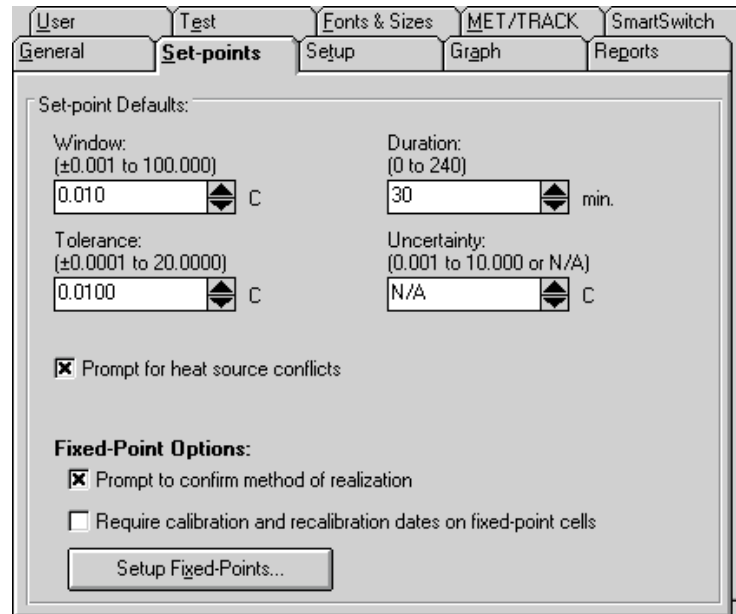 User Test Fonts & Sizes MET/TRACK SmartSwitch
General Set-points Setup Graph Reports
Set-point Defaults:
Window: Duration:
(±0.001 to 100.000) (0 to 240)
0.010 C 30 min.
Tolerance: Uncertainty:
(±0.0001 to 20.0000) (0.001 to 10.000 or N/A)
0.0100 C N/A C
Prompt for heat source conflicts
Fixed-Point Options:
Prompt to confirm method of realization
Require calibration and recalibration dates on fixed-point cells
Setup Fixed-Points...